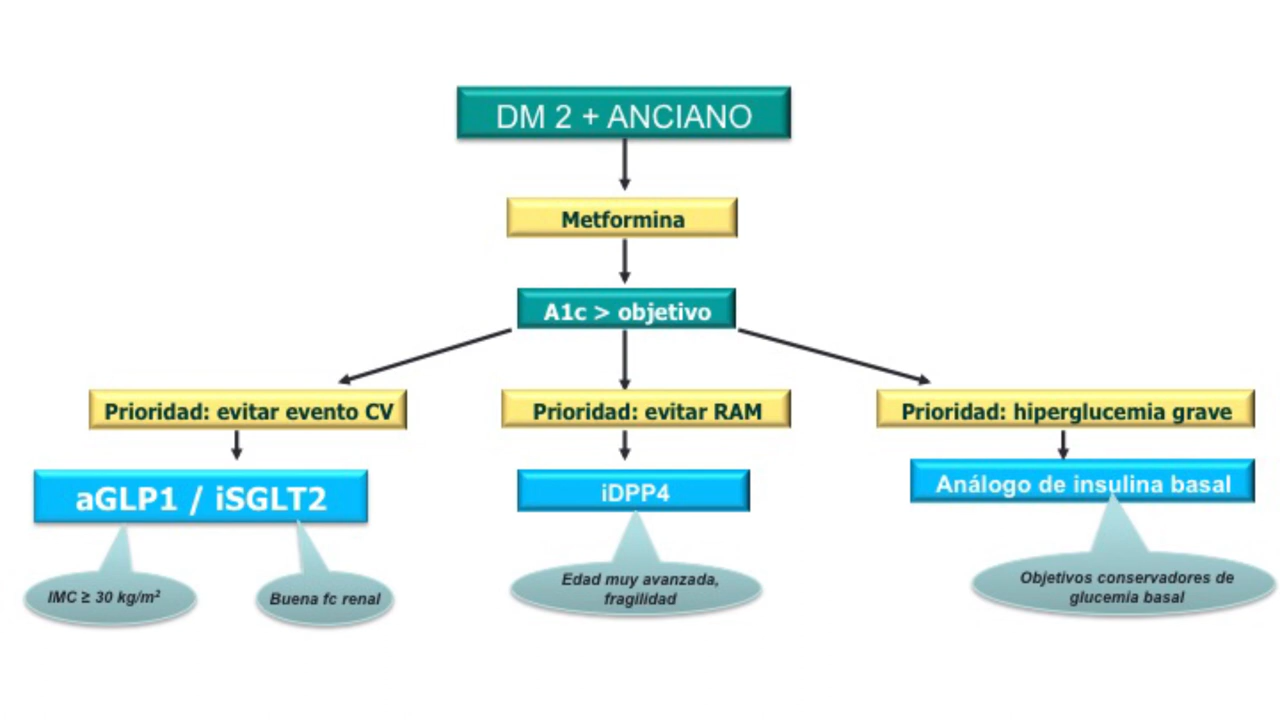 DM 2 + ANCIANO
Metformina
A1c > objetivo
Prioridad: evitar evento CV
Prioridad: evitar RAM
Prioridad: hiperglucemia grave
aGLP1 / iSGLT2
iDPP4
Análogo de insulina basal
IMC ≥ 30 kg/m²
Buena fc renal
Edad muy avanzada,
fragilidad
Objetivos conservadores de
glucemia basal